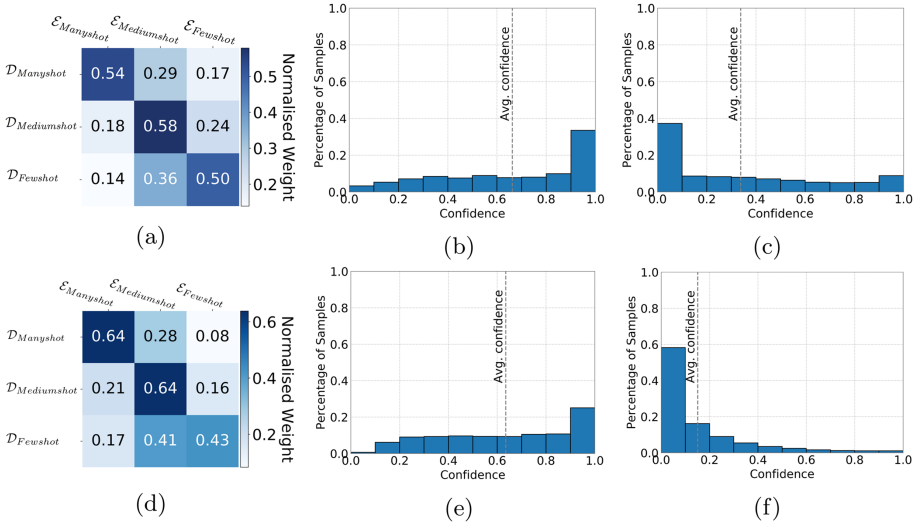 ℰ_Manyshot ℰ_Mediumshot ℰ_Fewshot
𝒟_Manyshot 0.54 0.29 0.17
𝒟_Mediumshot 0.18 0.58 0.24
𝒟_Fewshot 0.14 0.36 0.50
0.5
0.4
0.3
0.2
Normalised Weight
(a)
Percentage of Samples
1.0
0.8
0.6
0.4
0.2
0.0
Avg. confidence
0.2 0.4 0.6 0.8 1.0
Confidence
(b)
Percentage of Samples
1.0
0.8
0.6
0.4
0.2
0.0
Avg. confidence
0.2 0.4 0.6 0.8 1.0
Confidence
(c)
ℰ_Manyshot ℰ_Mediumshot ℰ_Fewshot
𝒟_Manyshot 0.64 0.28 0.08
𝒟_Mediumshot 0.21 0.64 0.16
𝒟_Fewshot 0.17 0.41 0.43
0.6
0.4
0.2
Normalised Weight
(d)
Percentage of Samples
1.0
0.8
0.6
0.4
0.2
0.0
Avg. confidence
0.2 0.4 0.6 0.8 1.0
Confidence
(e)
Percentage of Samples
1.0
0.8
0.6
0.4
0.2
0.0
Avg. confidence
0.2 0.4 0.6 0.8 1.0
Confidence
(f)